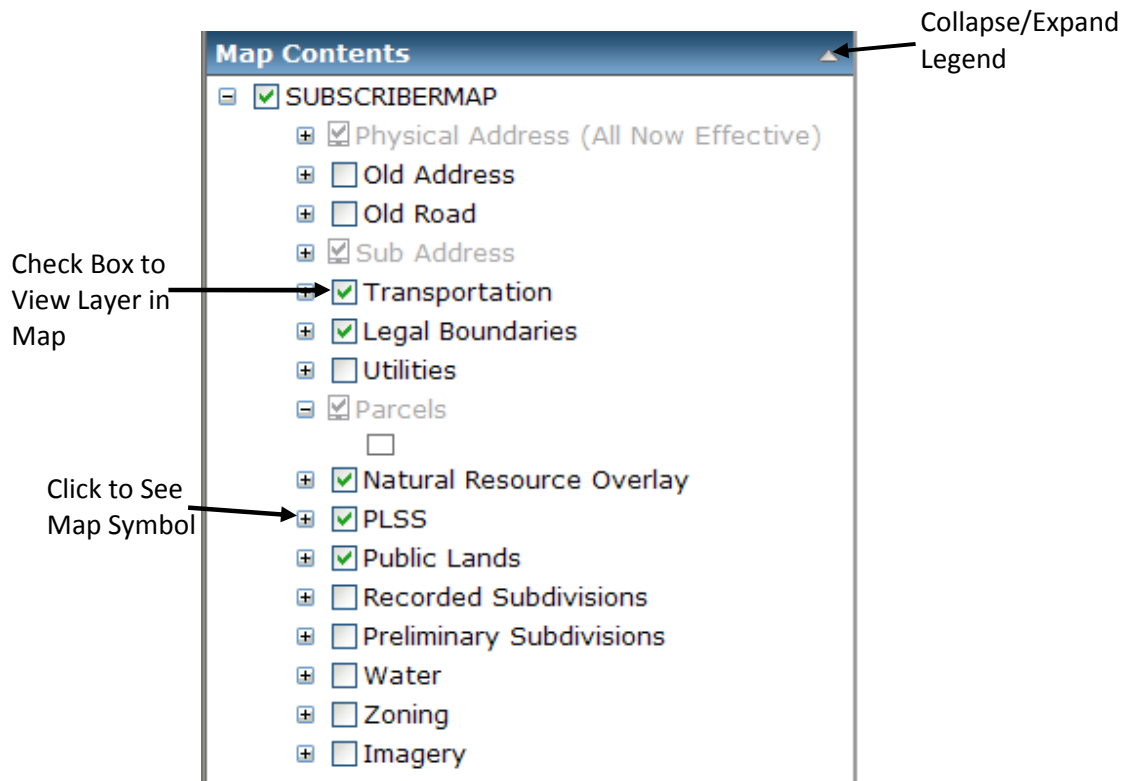 Collapse/Expand
Legend
Map Contents
SUBSCRIBERMAP
Physical Address (All Now Effective)
Old Address
Old Road
Sub Address
Check Box to
View Layer in
Map
Transportation
Legal Boundaries
Utilities
Parcels
Natural Resource Overlay
Click to See
Map Symbol
PLSS
Public Lands
Recorded Subdivisions
Preliminary Subdivisions
Water
Zoning
Imagery